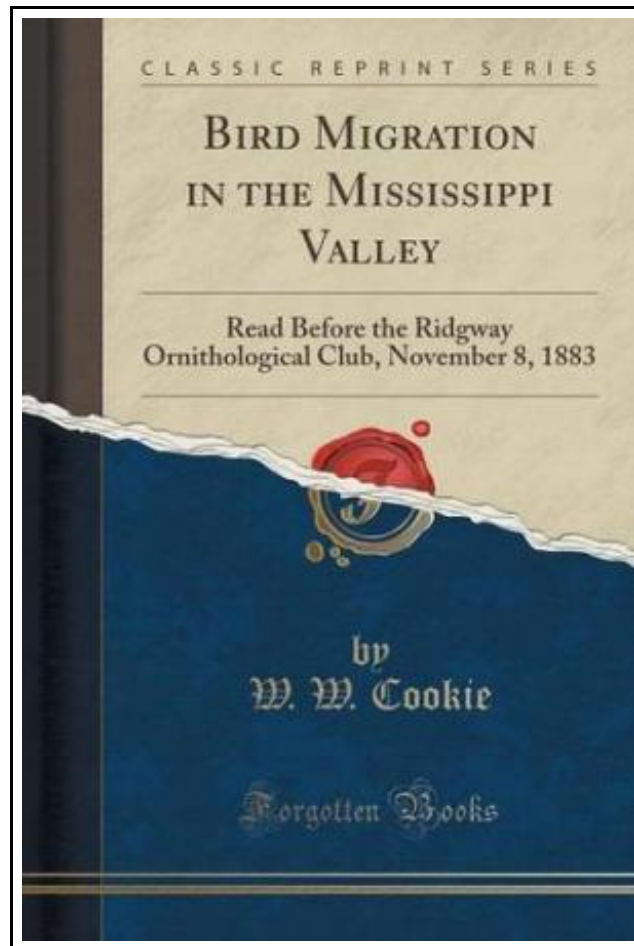 CLASSIC REPRINT SERIES
BIRD MIGRATION
IN THE MISSISSIPPI
VALLEY
Read Before the Ridgway
Ornithological Club, November 8, 1883
by
W. W. Cookie
Forgotten Books